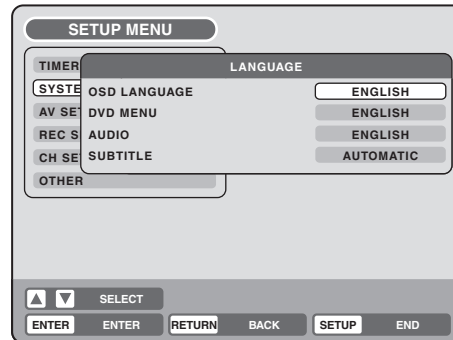 SETUP MENU
TIMER
LANGUAGE
SYSTE
OSD LANGUAGE ENGLISH
AV SET
DVD MENU ENGLISH
REC S
AUDIO ENGLISH
CH SE
SUBTITLE AUTOMATIC
OTHER
▲ ▼ SELECT
ENTER ENTER RETURN BACK SETUP END